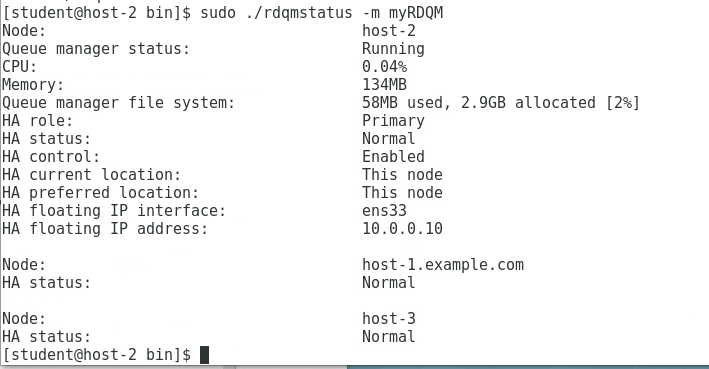 [student@host-2 bin]$ sudo ./rdqmstatus -m myRDQM
Node:                                   host-2
Queue manager status:                   Running
CPU:                                    0.04%
Memory:                                 134MB
Queue manager file system:              58MB used, 2.9GB allocated [2%]
HA role:                                Primary
HA status:                              Normal
HA control:                             Enabled
HA current location:                    This node
HA preferred location:                  This node
HA floating IP interface:               ens33
HA floating IP address:                 10.0.0.10

Node:                                   host-1.example.com
HA status:                              Normal

Node:                                   host-3
HA status:                              Normal
[student@host-2 bin]$